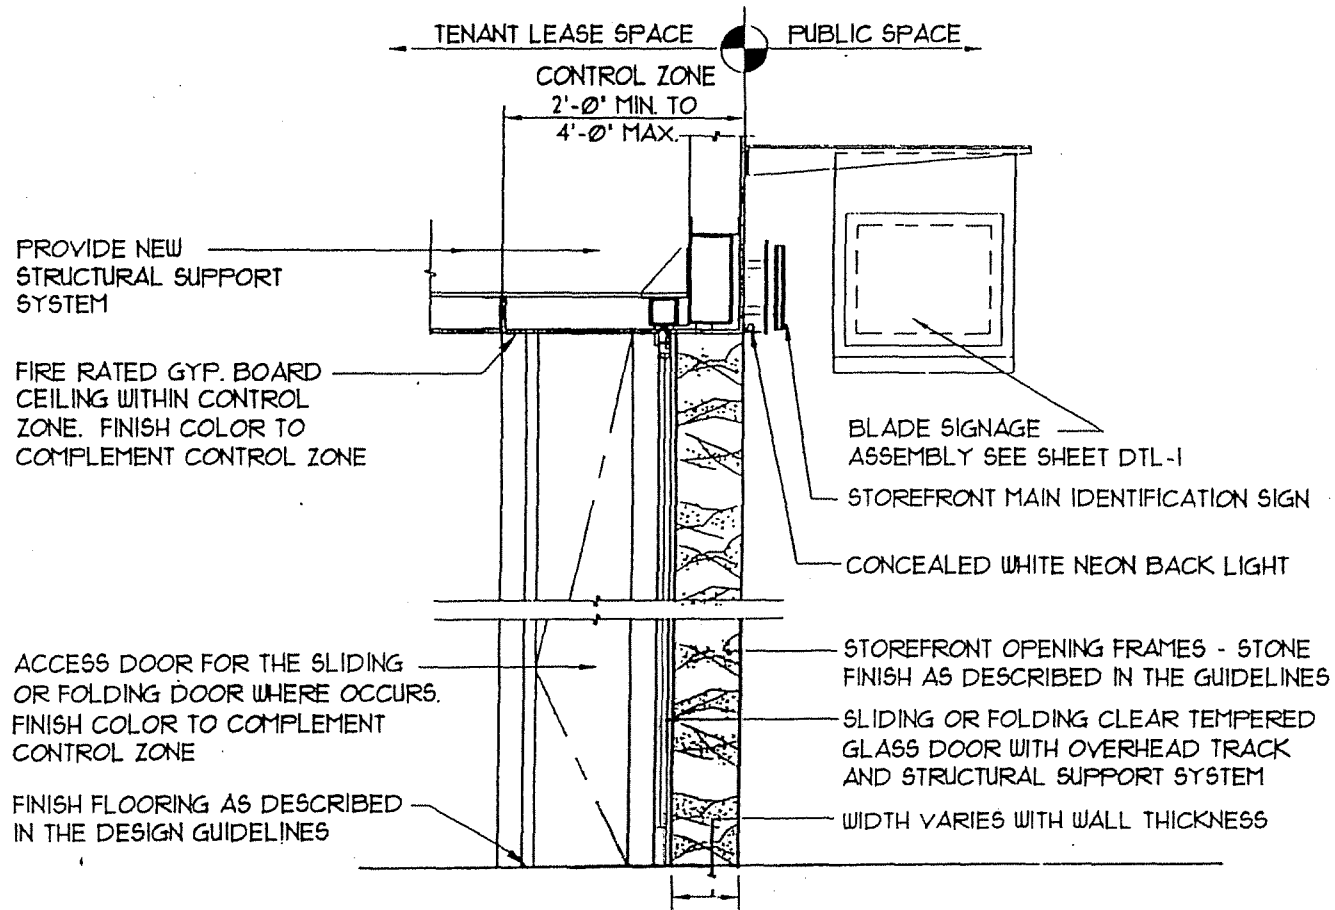 TENANT LEASE SPACE
PUBLIC SPACE
CONTROL ZONE
2'-0" MIN. TO
4'-0" MAX.
PROVIDE NEW
STRUCTURAL SUPPORT
SYSTEM
FIRE RATED GYP. BOARD
CEILING WITHIN CONTROL
ZONE. FINISH COLOR TO
COMPLEMENT CONTROL ZONE
BLADE SIGNAGE
ASSEMBLY SEE SHEET DTL-1
STOREFRONT MAIN IDENTIFICATION SIGN
CONCEALED WHITE NEON BACK LIGHT
ACCESS DOOR FOR THE SLIDING
OR FOLDING DOOR WHERE OCCURS.
FINISH COLOR TO COMPLEMENT
CONTROL ZONE
FINISH FLOORING AS DESCRIBED
IN THE DESIGN GUIDELINES
STOREFRONT OPENING FRAMES - STONE
FINISH AS DESCRIBED IN THE GUIDELINES
SLIDING OR FOLDING CLEAR TEMPERED
GLASS DOOR WITH OVERHEAD TRACK
AND STRUCTURAL SUPPORT SYSTEM
WIDTH VARIES WITH WALL THICKNESS